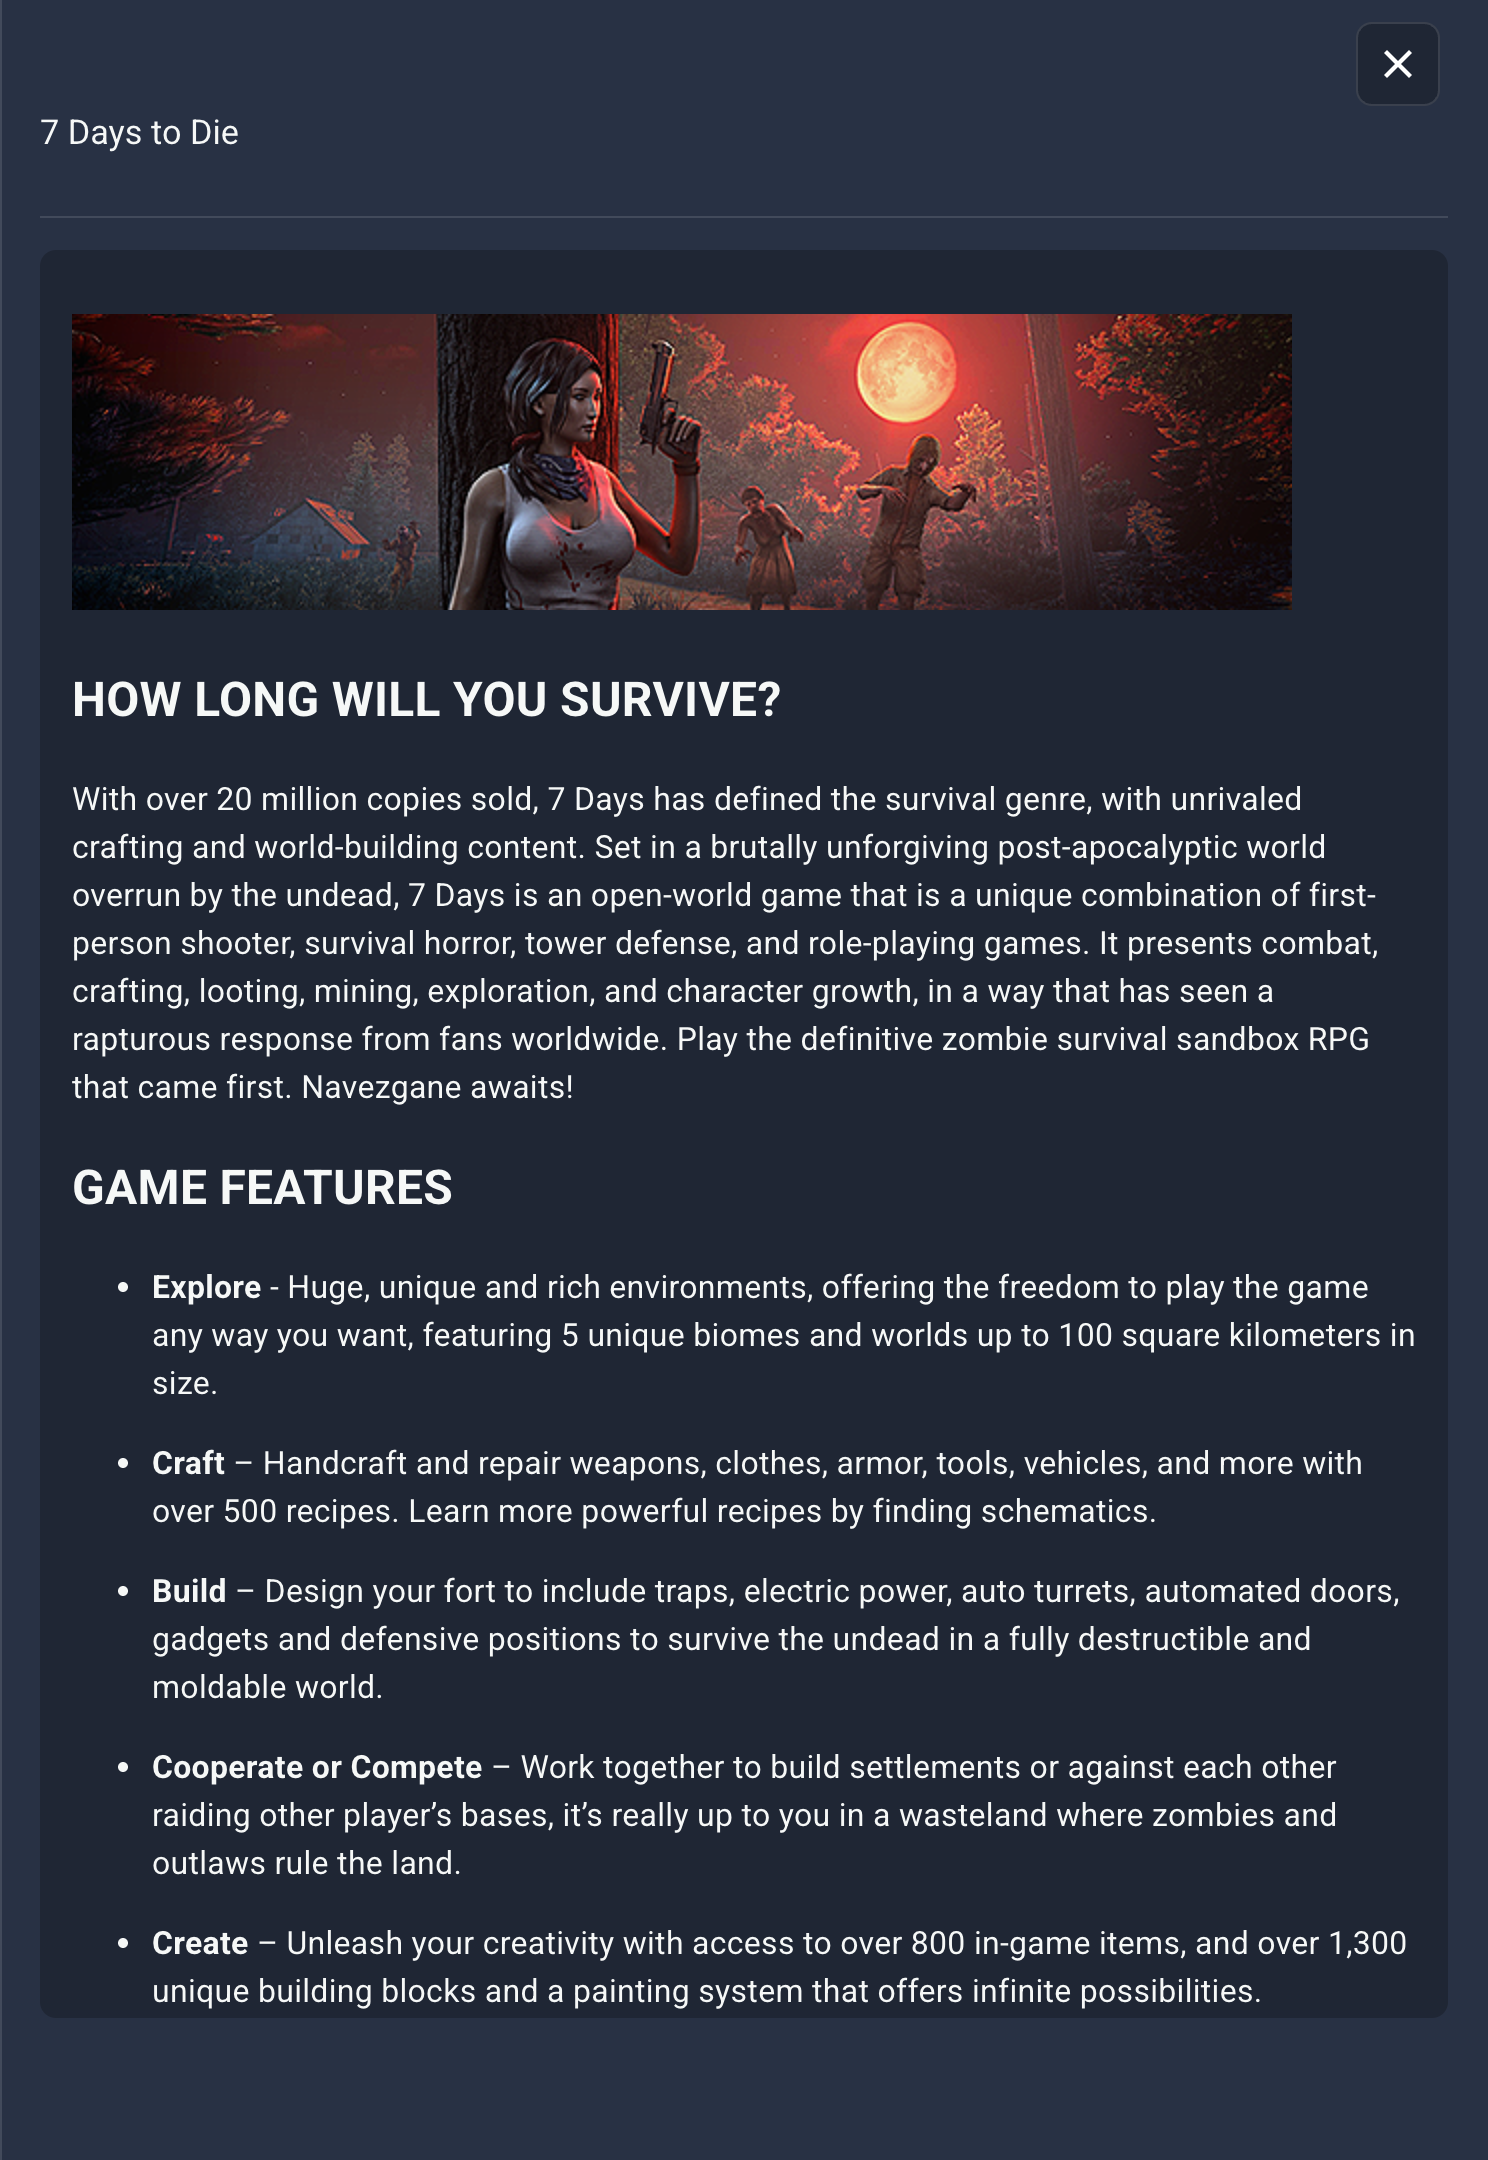 7 Days to Die
HOW LONG WILL YOU SURVIVE?
With over 20 million copies sold, 7 Days has defined the survival genre, with unrivaled
crafting and world-building content. Set in a brutally unforgiving post-apocalyptic world
overrun by the undead, 7 Days is an open-world game that is a unique combination of first-
person shooter, survival horror, tower defense, and role-playing games. It presents combat,
crafting, looting, mining, exploration, and character growth, in a way that has seen a
rapturous response from fans worldwide. Play the definitive zombie survival sandbox RPG
that came first. Navezgane awaits!
GAME FEATURES
• Explore - Huge, unique and rich environments, offering the freedom to play the game
any way you want, featuring 5 unique biomes and worlds up to 100 square kilometers in
size.
• Craft – Handcraft and repair weapons, clothes, armor, tools, vehicles, and more with
over 500 recipes. Learn more powerful recipes by finding schematics.
• Build – Design your fort to include traps, electric power, auto turrets, automated doors,
gadgets and defensive positions to survive the undead in a fully destructible and
moldable world.
• Cooperate or Compete – Work together to build settlements or against each other
raiding other player’s bases, it’s really up to you in a wasteland where zombies and
outlaws rule the land.
• Create – Unleash your creativity with access to over 800 in-game items, and over 1,300
unique building blocks and a painting system that offers infinite possibilities.